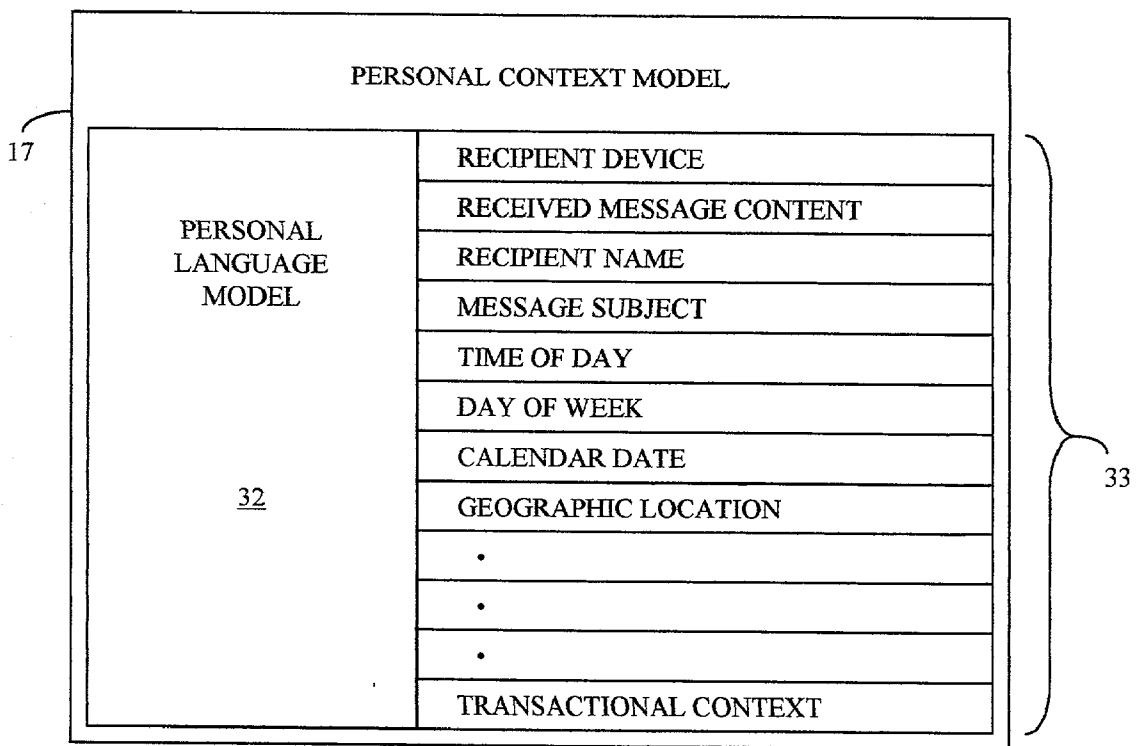 PERSONAL CONTEXT MODEL
17
PERSONAL
LANGUAGE
MODEL
32
RECIPIENT DEVICE
RECEIVED MESSAGE CONTENT
RECIPIENT NAME
MESSAGE SUBJECT
TIME OF DAY
DAY OF WEEK
CALENDAR DATE
GEOGRAPHIC LOCATION
•
•
•
TRANSACTIONAL CONTEXT
33